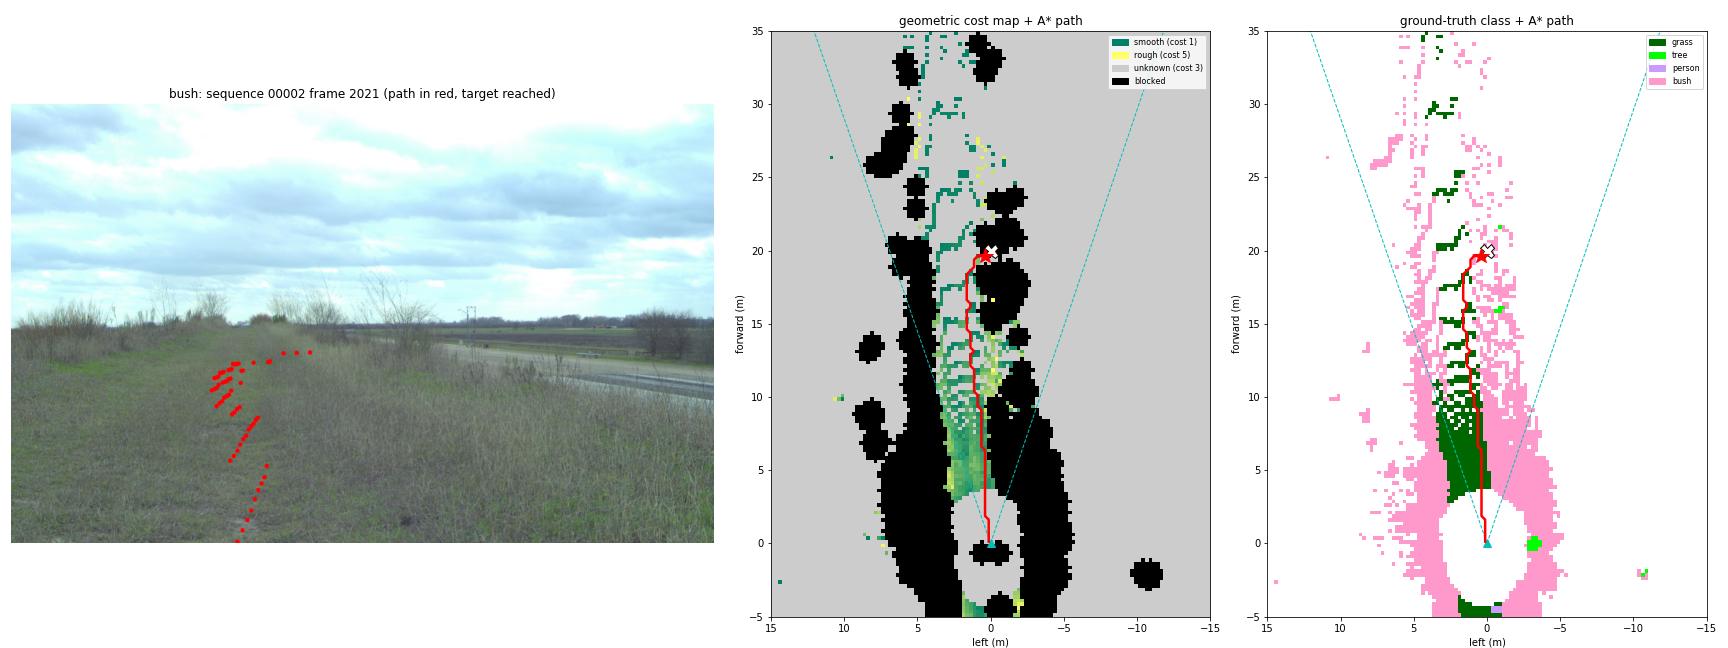 bush: sequence 00002 frame 2021 (path in red, target reached)
geometric cost map + A* path
smooth (cost 1)
rough (cost 5)
unknown (cost 3)
blocked
35
30
25
20
15
10
5
0
−5
forward (m)
15
10
5
0
−5
−10
−15
left (m)
ground-truth class + A* path
grass
tree
person
bush
35
30
25
20
15
10
5
0
−5
forward (m)
15
10
5
0
−5
−10
−15
left (m)